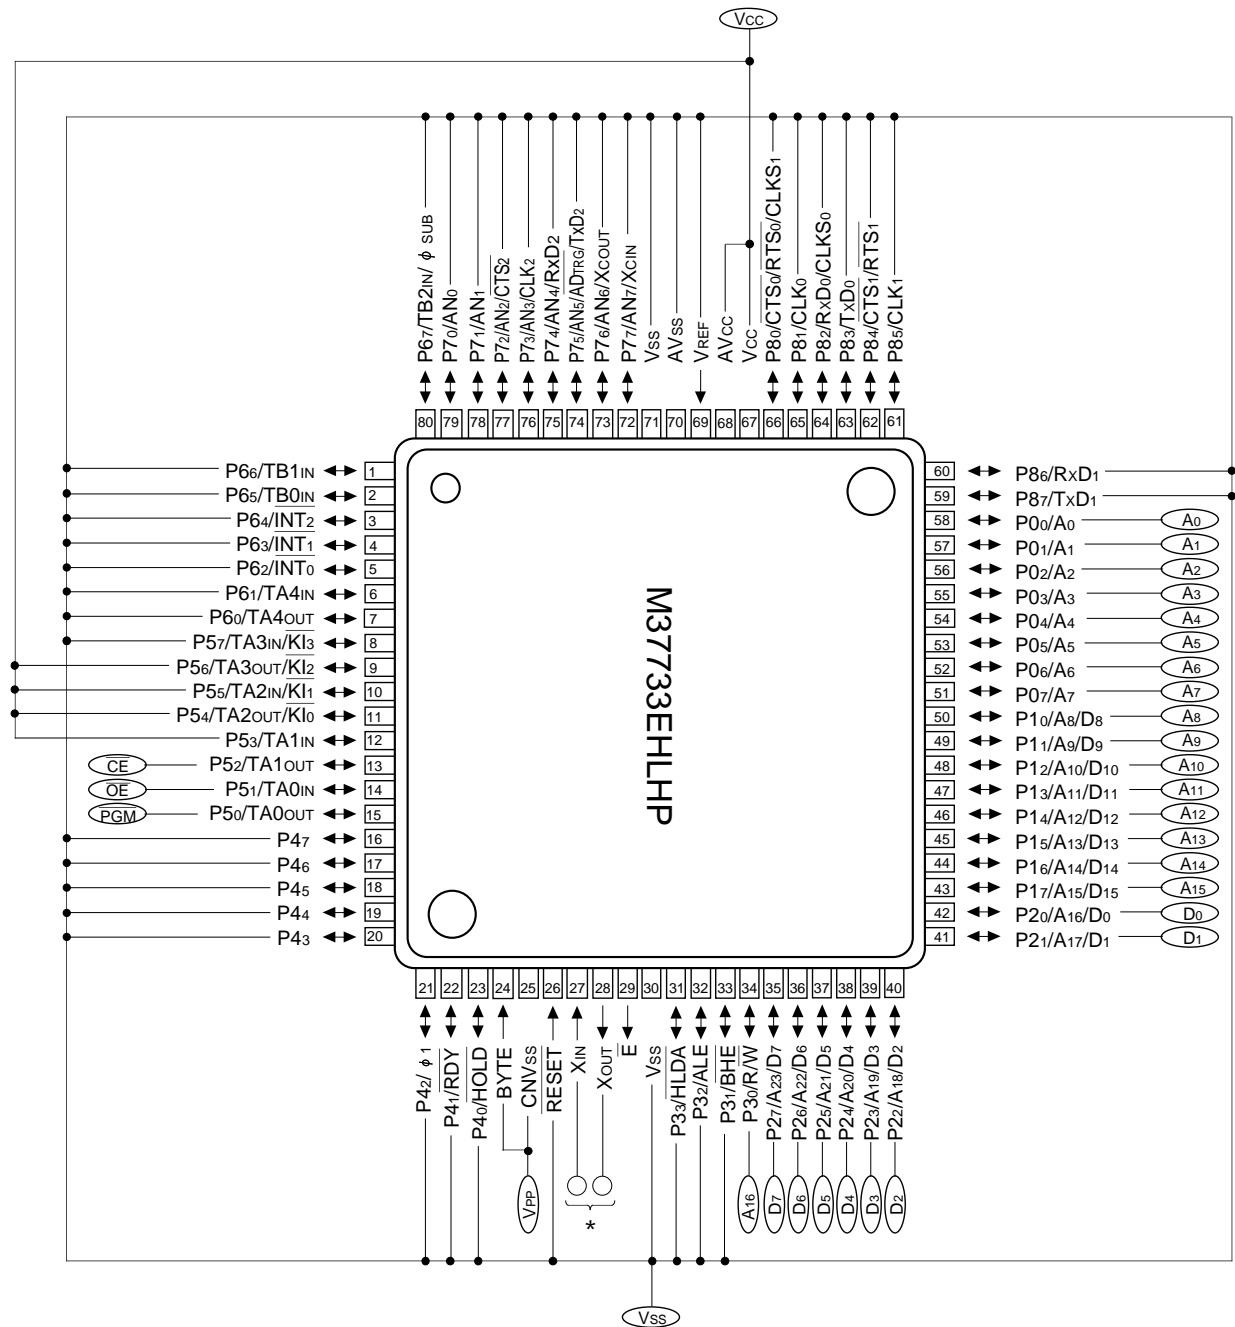 VCC
P67/TB2IN/ φ SUB
P70/AN0
P71/AN1
P72/AN2/CTS2
P73/AN3/CLK2
P74/AN4/RxD2
P75/AN5/ADTRG/TxD2
P76/AN6/XCOUT
P77/AN7/XCIN
VSS
AVSS
VREF
AVCC
VCC
P80/CTS0/RTS0/CLKS1
P81/CLK0
P82/RxD0/CLKS0
P83/TxD0
P84/CTS1/RTS1
P85/CLK1
80 79 78 77 76 75 74 73 72 71 70 69 68 67 66 65 64 63 62 61
P66/TB1IN 1
P65/TB0IN 2
P64/INT2 3
P63/INT1 4
P62/INT0 5
P61/TA4IN 6
P60/TA4OUT 7
P57/TA3IN/KI3 8
P56/TA3OUT/KI2 9
P55/TA2IN/KI1 10
P54/TA2OUT/KI0 11
P53/TA1IN 12
CE P52/TA1OUT 13
OE P51/TA0IN 14
PGM P50/TA0OUT 15
P47 16
P46 17
P45 18
P44 19
P43 20
M37733EHLHP
60 P86/RxD1
59 P87/TxD1
58 P00/A0 A0
57 P01/A1 A1
56 P02/A2 A2
55 P03/A3 A3
54 P04/A4 A4
53 P05/A5 A5
52 P06/A6 A6
51 P07/A7 A7
50 P10/A8/D8 A8
49 P11/A9/D9 A9
48 P12/A10/D10 A10
47 P13/A11/D11 A11
46 P14/A12/D12 A12
45 P15/A13/D13 A13
44 P16/A14/D14 A14
43 P17/A15/D15 A15
42 P20/A16/D0 D0
41 P21/A17/D1 D1
21 22 23 24 25 26 27 28 29 30 31 32 33 34 35 36 37 38 39 40
P42/ φ 1
P41/RDY
P40/HOLD
BYTE
CNVSS
RESET
XIN
XOUT
E
VSS
P33/HLDA
P32/ALE
P31/BHE
P30/R/W
P27/A23/D7
P26/A22/D6
P25/A21/D5
P24/A20/D4
P23/A19/D3
P22/A18/D2
VPP
*
A16
D7
D6
D5
D4
D3
D2
VSS